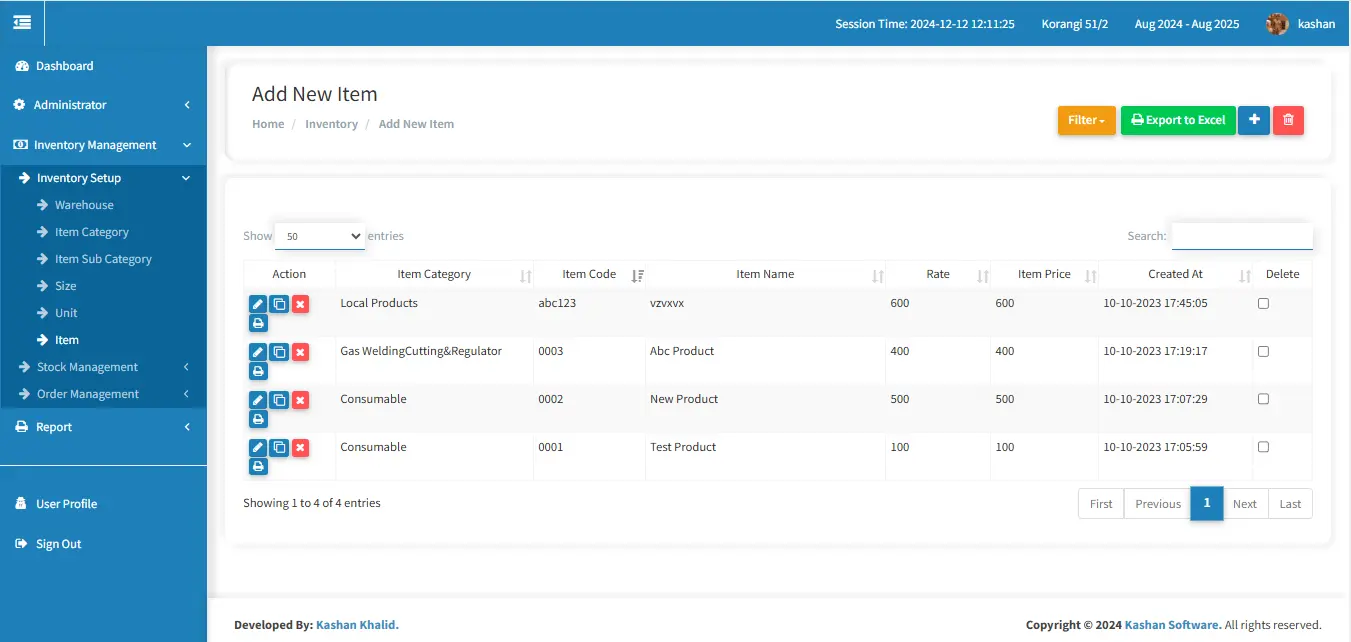 Session Time: 2024-12-12 12:11:25 Korangi 51/2 Aug 2024 - Aug 2025 kashan
Dashboard
Administrator
Inventory Management
Inventory Setup
Warehouse
Item Category
Item Sub Category
Size
Unit
Item
Stock Management
Order Management
Report
User Profile
Sign Out
Add New Item
Home / Inventory / Add New Item
Filter Export to Excel
Show 50 entries Search:
Action Item Category Item Code Item Name Rate Item Price Created At Delete
Local Products abc123 vzvxvx 600 600 10-10-2023 17:45:05
Gas WeldingCutting&Regulator 0003 Abc Product 400 400 10-10-2023 17:19:17
Consumable 0002 New Product 500 500 10-10-2023 17:07:29
Consumable 0001 Test Product 100 100 10-10-2023 17:05:59
Showing 1 to 4 of 4 entries First Previous 1 Next Last
Developed By: Kashan Khalid. Copyright © 2024 Kashan Software. All rights reserved.